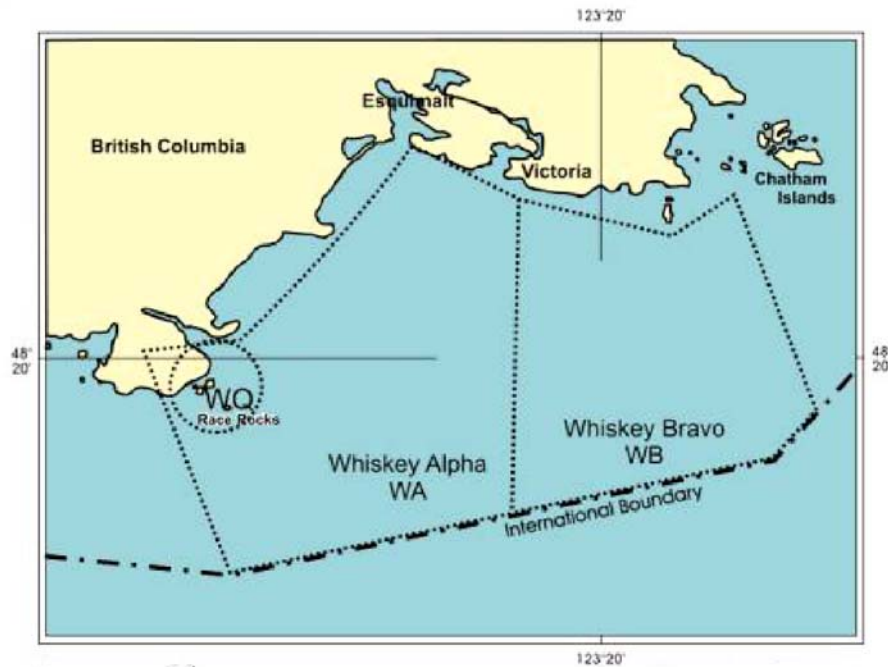 123°20'
Esquimalt
British Columbia
Victoria
Chatham
Islands
48°
20'
48
20'
WQ
Race Rocks
Whiskey Bravo
WB
Whiskey Alpha
WA
International Boundary
123°20'